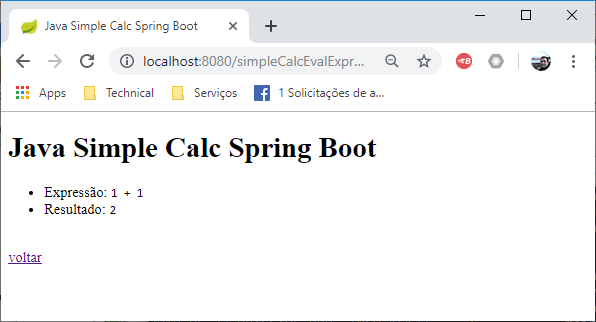 Java Simple Calc Spring Boot
localhost:8080/simpleCalcEvalExpr...
Apps Technical Serviços 1 Solicitações de a...
Java Simple Calc Spring Boot
Expressão: 1 + 1
Resultado: 2
voltar